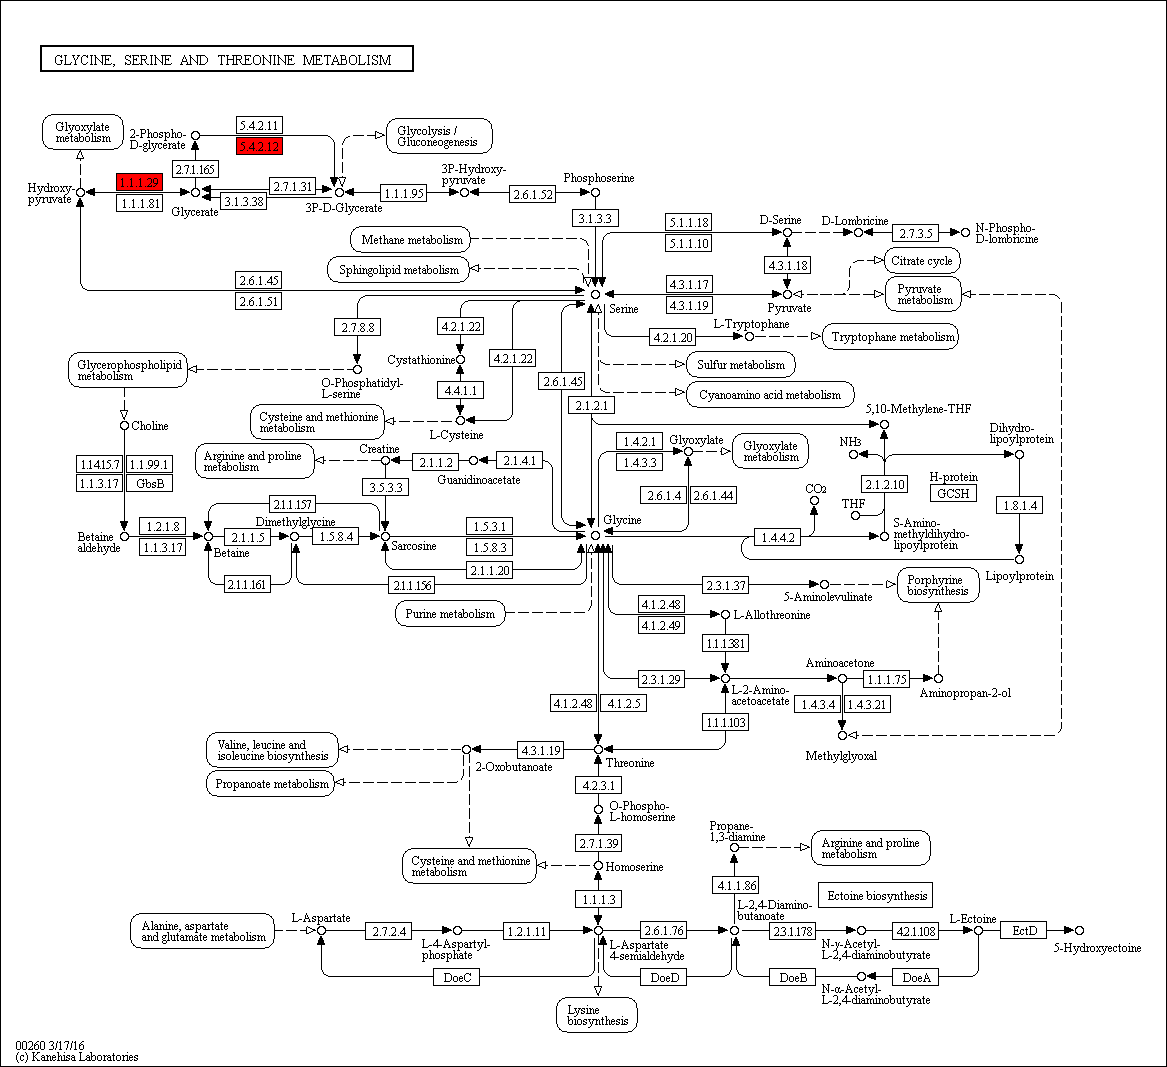 GLYCINE, SERINE AND THREONINE METABOLISM
Glyoxylate
metabolism
2-Phospho-
D-glycerate
5.4.2.11
5.4.2.12
Glycolysis /
Gluconeogenesis
2.7.1.165
3P-Hydroxy-
pyruvate
Phosphoserine
Hydroxy-
pyruvate
1.1.1.29
1.1.1.81
Glycerate
2.7.1.31
3.1.3.38
3P-D-Glycerate
1.1.1.95
2.6.1.52
3.1.3.3
5.1.1.18
5.1.1.10
D-Serine
D-Lombricine
2.7.3.5
N-Phospho-
D-lombricine
Methane metabolism
Sphingolipid metabolism
4.3.1.18
Citrate cycle
2.6.1.45
2.6.1.51
Serine
4.3.1.17
4.3.1.19
Pyruvate
Pyruvate
metabolism
2.7.8.8
4.2.1.22
4.2.1.22
4.2.1.20
L-Tryptophane
Tryptophane metabolism
Glycerophospholipid
metabolism
Cystathionine
Sulfur metabolism
O-Phosphatidyl-
L-serine
4.4.1.1
2.6.1.45
2.1.2.1
Cyanoamino acid metabolism
Choline
Cysteine and methionine
metabolism
L-Cysteine
5,10-Methylene-THF
Arginine and proline
metabolism
Creatine
2.1.1.2
2.1.4.1
Guanidinoacetate
1.4.2.1
1.4.3.3
Glyoxylate
Glyoxylate
metabolism
NH3
Dihydro-
lipoylprotein
1.14.15.7
1.1.99.1
1.1.3.17
GbsB
3.5.3.3
2.6.1.4
2.6.1.44
CO2
2.1.2.10
H-protein
GCSH
THF
1.8.1.4
2.1.1.157
Dimethylglycine
Betaine
aldehyde
1.2.1.8
1.1.3.17
2.1.1.5
Betaine
1.5.8.4
Sarcosine
1.5.3.1
1.5.8.3
2.1.1.20
Glycine
1.4.4.2
S-Amino-
methyldihydro-
lipoylprotein
Lipoylprotein
2.1.1.161
2.1.1.156
Purine metabolism
2.3.1.37
5-Aminolevulinate
Porphyrine
biosynthesis
4.1.2.48
4.1.2.49
L-Allothreonine
1.1.1.381
2.3.1.29
L-2-Amino-
acetoacetate
Aminoacetone
1.1.1.75
Aminopropan-2-ol
4.1.2.48
4.1.2.5
1.1.1.103
1.4.3.4
1.4.3.21
Methylglyoxal
Valine, leucine and
isoleucine biosynthesis
2-Oxobutanoate
4.3.1.19
Threonine
Propanoate metabolism
4.2.3.1
O-Phospho-
L-homoserine
2.7.1.39
Cysteine and methionine
metabolism
Homoserine
Propane-
1,3-diamine
Arginine and proline
metabolism
1.1.1.3
4.1.1.86
Ectoine biosynthesis
Alanine, aspartate
and glutamate metabolism
L-Aspartate
2.7.2.4
L-4-Aspartyl-
phosphate
1.2.1.11
L-Aspartate
4-semialdehyde
2.6.1.76
L-2,4-Diamino-
butanoate
2.3.1.178
N-γ-Acetyl-
L-2,4-diaminobutyrate
4.2.1.108
L-Ectoine
EctD
5-Hydroxyectoine
DoeC
DoeD
DoeB
N-α-Acetyl-
L-2,4-diaminobutyrate
DoeA
Lysine
biosynthesis
00260 3/17/16
(c) Kanehisa Laboratories